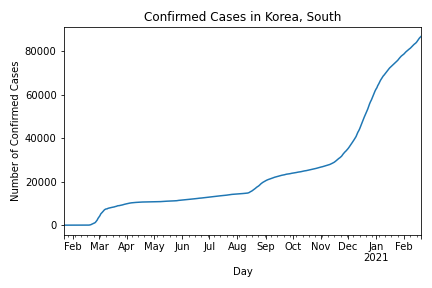 Confirmed Cases in Korea, South
Number of Confirmed Cases
80000
60000
40000
20000
0
Feb Mar Apr May Jun Jul Aug Sep Oct Nov Dec Jan Feb
2021
Day